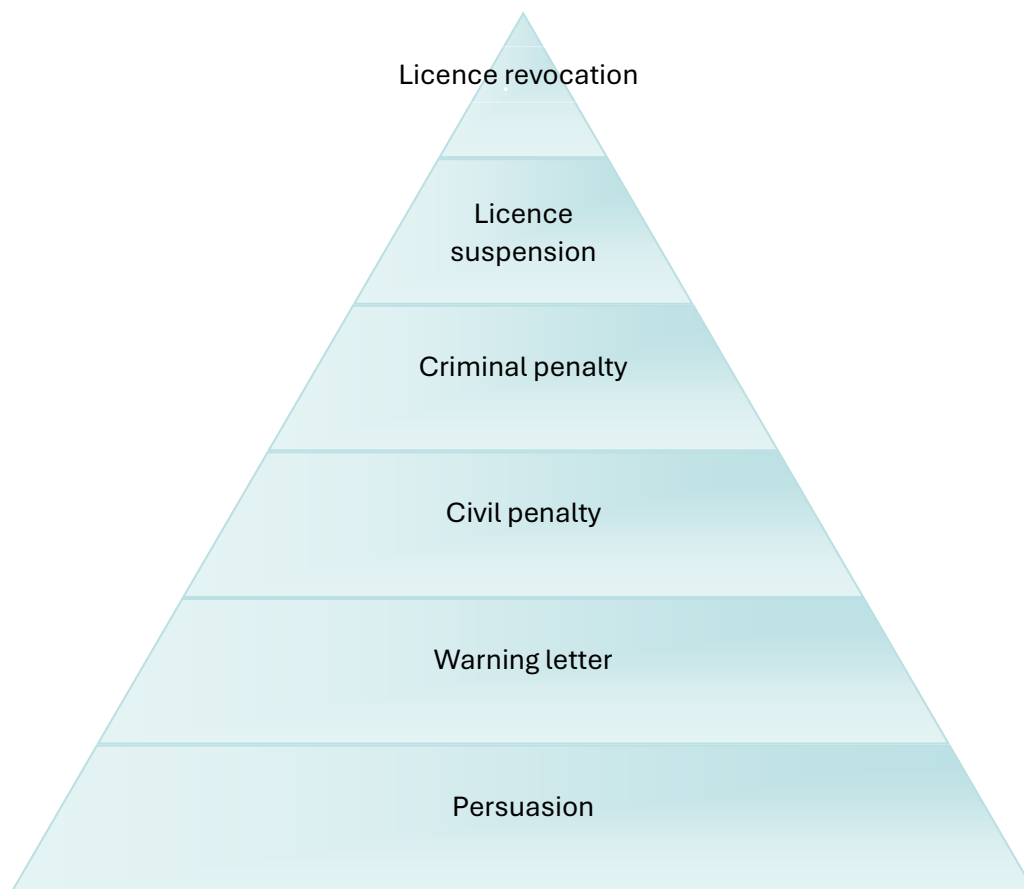 Licence revocation
Licence
suspension
Criminal penalty
Civil penalty
Warning letter
Persuasion